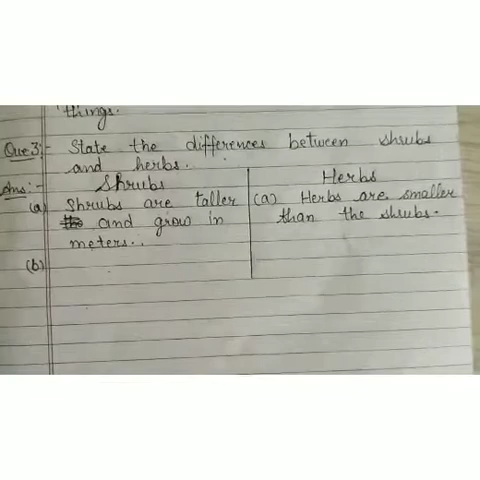 things.
Que 3:- State the differences between shrubs
and herbs.
Ans:- Shrubs Herbs
(a) Shrubs are taller (a) Herbs are smaller
and grow in than the shrubs.
meters..
(b)